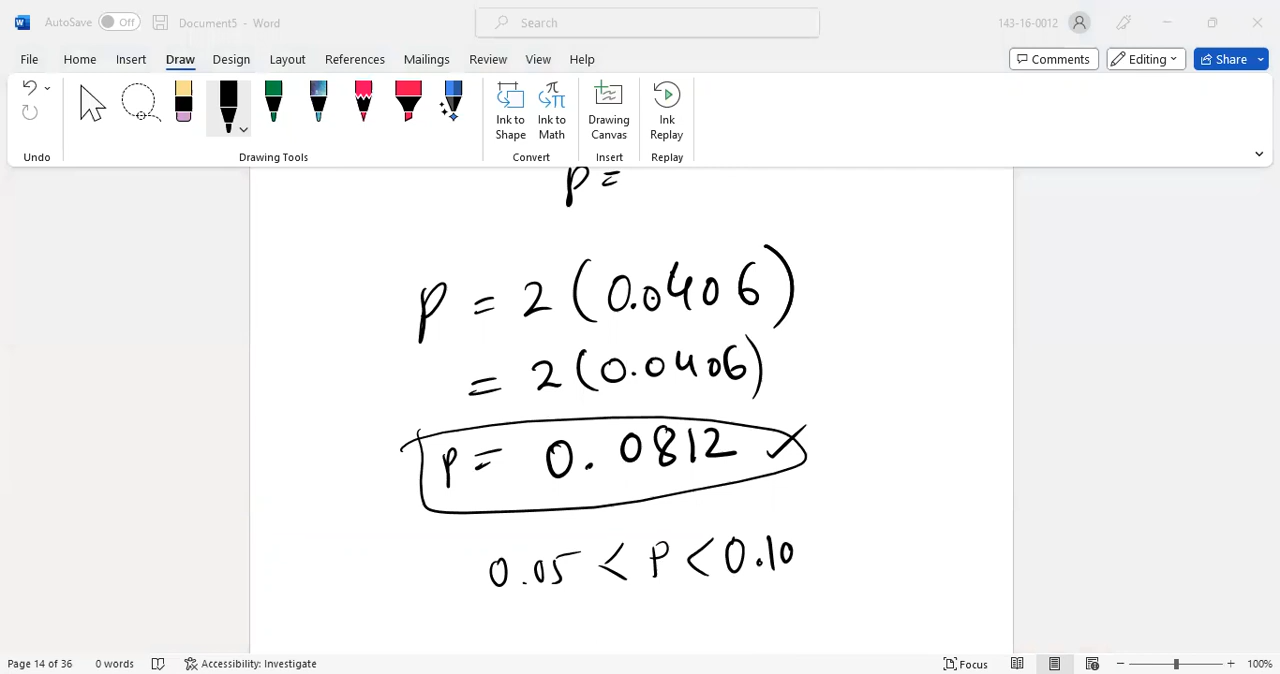 AutoSave Off Document5 - Word Search 143-16-0012
File Home Insert Draw Design Layout References Mailings Review View Help Comments Editing Share
Undo
Drawing Tools
Ink to Shape
Ink to Math
Convert
Drawing Canvas
Insert
Ink Replay
Replay
p =
p = 2 (0.0406)
= 2 (0.0406)
p = 0.0812 ✓
0.05 < P < 0.10
Page 14 of 36 0 words Accessibility: Investigate Focus 100%